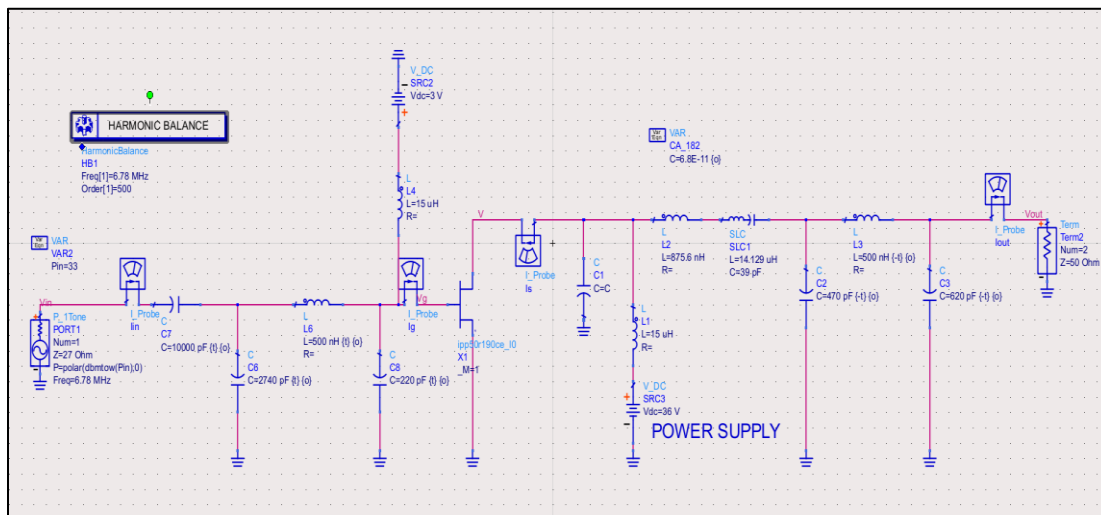 V_DC
SRC2
Vdc=3 V
HARMONIC BALANCE
HarmonicBalance
HB1
Freq[1]=6.78 MHz
Order[1]=500
Var
Eqn
VAR
CA_182
C=6.8E-11 {o}
L
L4
L=15 uH
R=
Var
Eqn
VAR
VAR2
Pin=33
Vin
I_Probe
Iin
C
C7
C=10000 pF {t} {o}
P_1Tone
PORT1
Num=1
Z=27 Ohm
P=polar(dbmtow(Pin),0)
Freq=6.78 MHz
C
C6
C=2740 pF {t} {o}
L
L6
L=500 nH {t} {o}
R=
C
C8
C=220 pF {t} {o}
Vg
I_Probe
Ig
ipp50r190ce_l0
X1
_M=1
V
I_Probe
Is
C
C1
C=C
L
L1
L=15 uH
R=
V_DC
SRC3
Vdc=36 V
POWER SUPPLY
L
L2
L=875.6 nH
R=
SLC
SLC1
L=14.129 uH
C=39 pF
C
C2
C=470 pF {-t} {o}
L
L3
L=500 nH {-t} {o}
R=
C
C3
C=620 pF {-t} {o}
I_Probe
Iout
Vout
Term
Term2
Num=2
Z=50 Ohm